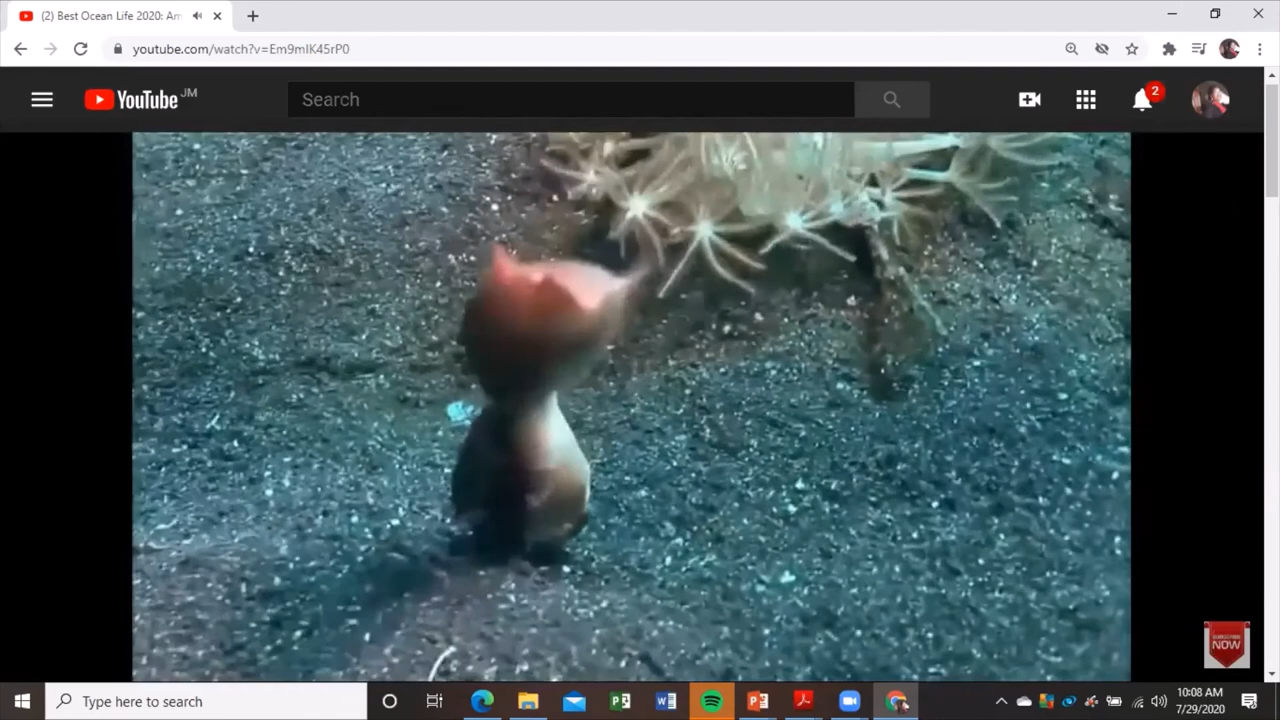 (2) Best Ocean Life 2020: Am
youtube.com/watch?v=Em9mlK45rP0
YouTube JM
Search
2
NOW
Type here to search
10:08 AM
7/29/2020